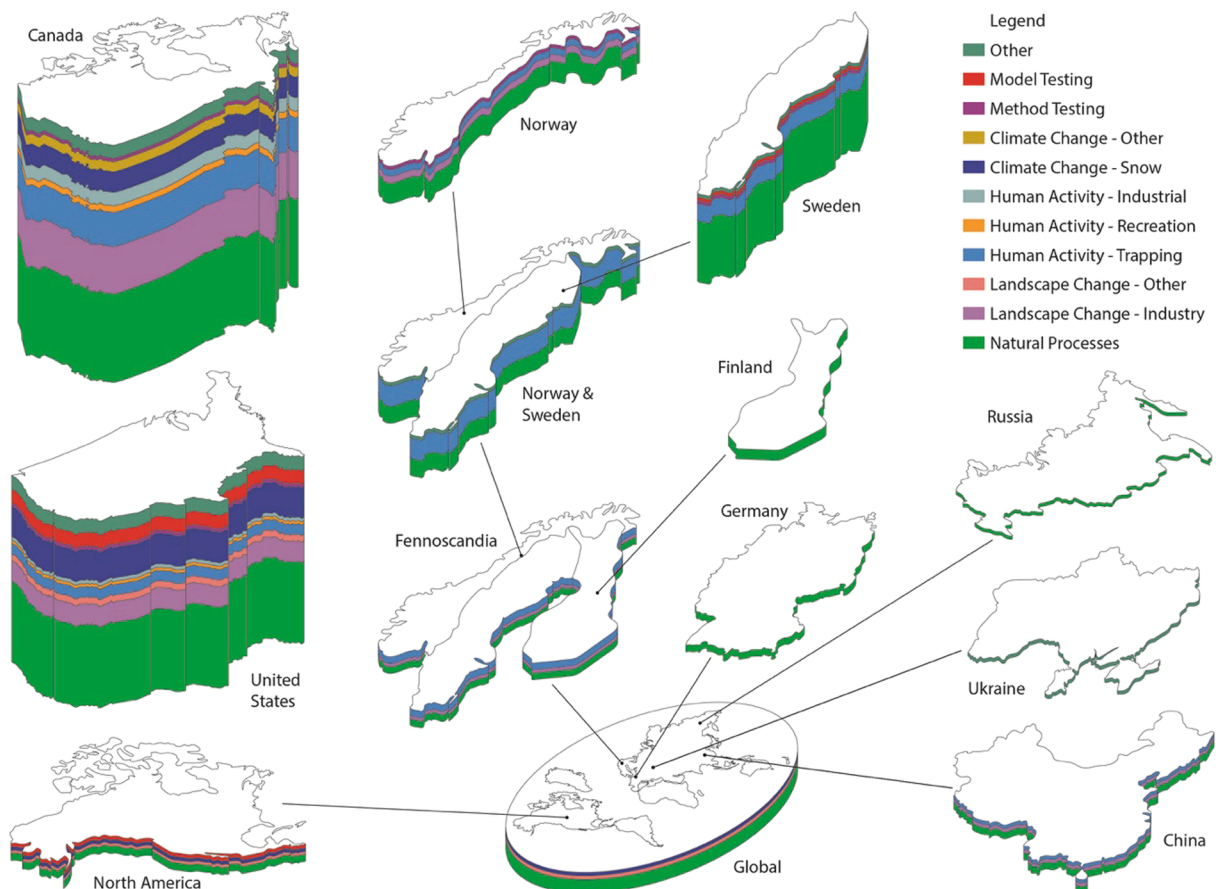 Canada
Norway
Sweden
Legend
Other
Model Testing
Method Testing
Climate Change - Other
Climate Change - Snow
Human Activity - Industrial
Human Activity - Recreation
Human Activity - Trapping
Landscape Change - Other
Landscape Change - Industry
Natural Processes
Norway &
Sweden
Finland
Russia
United
States
Fennoscandia
Germany
Ukraine
North America
Global
China